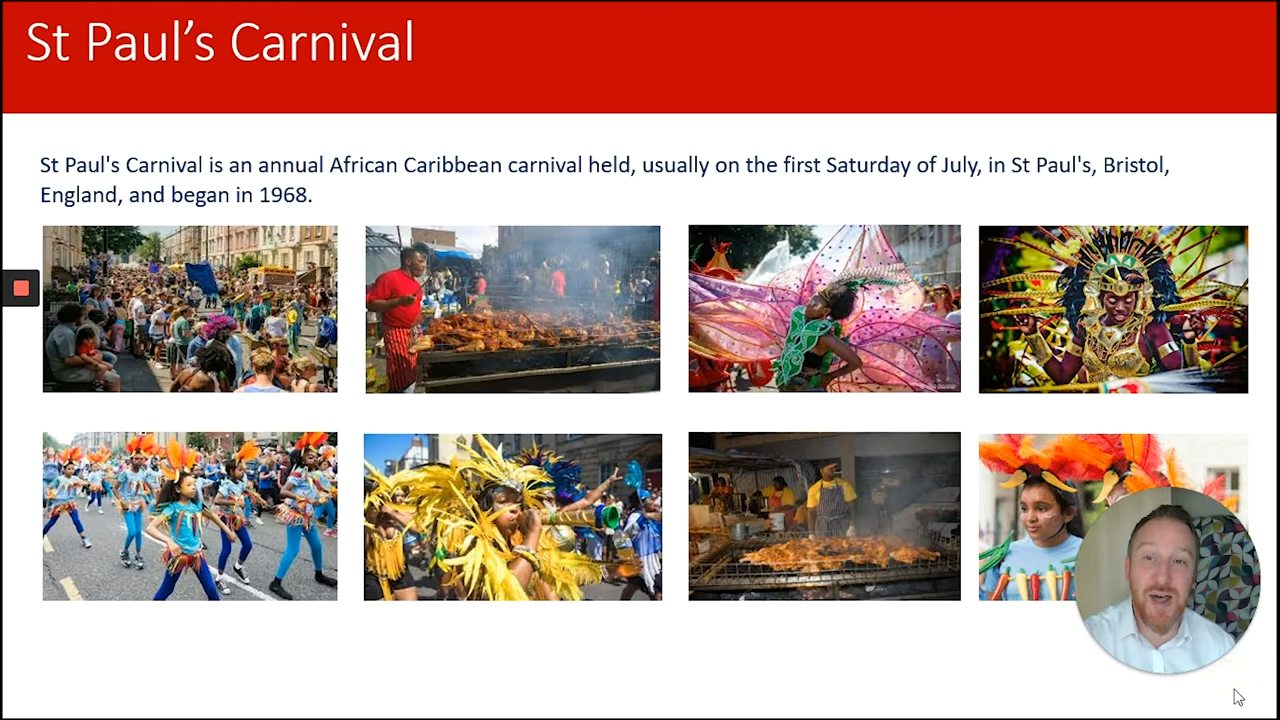 St Paul’s Carnival
St Paul's Carnival is an annual African Caribbean carnival held, usually on the first Saturday of July, in St Paul's, Bristol,
England, and began in 1968.